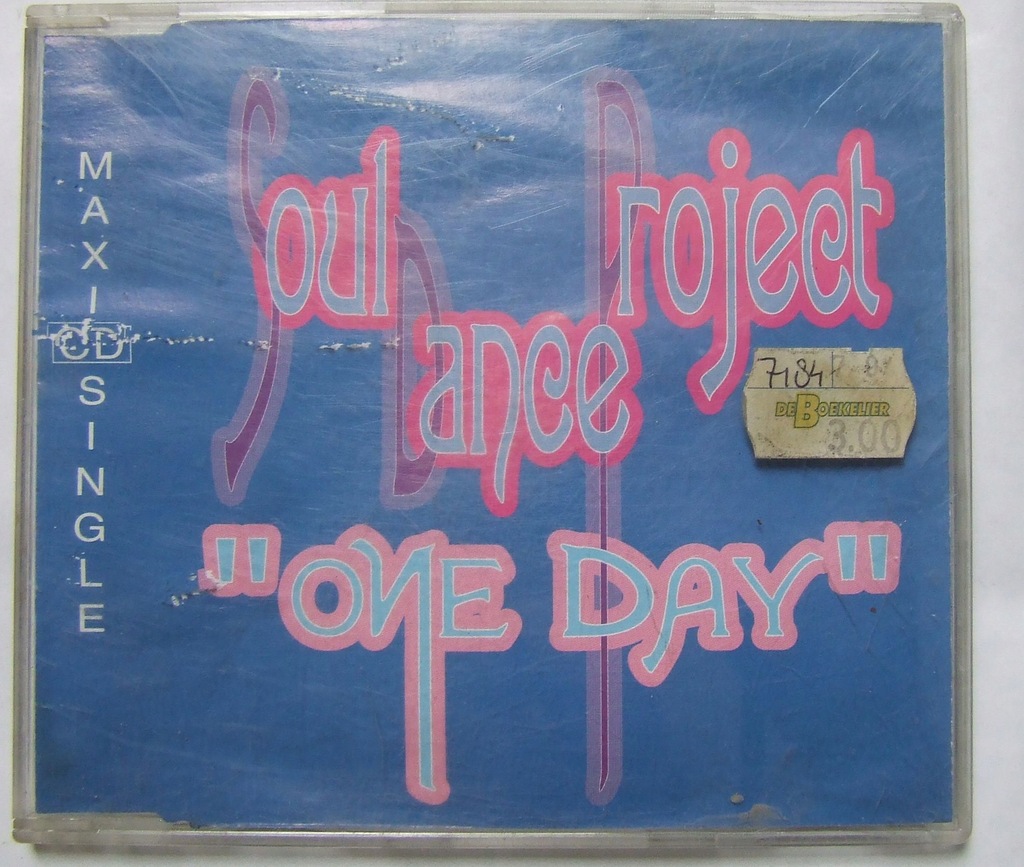 MAXI
CD
SINGLE
Soul
Dance
Project
"ONE DAY"
7184
DE BOEKELIER
3.00